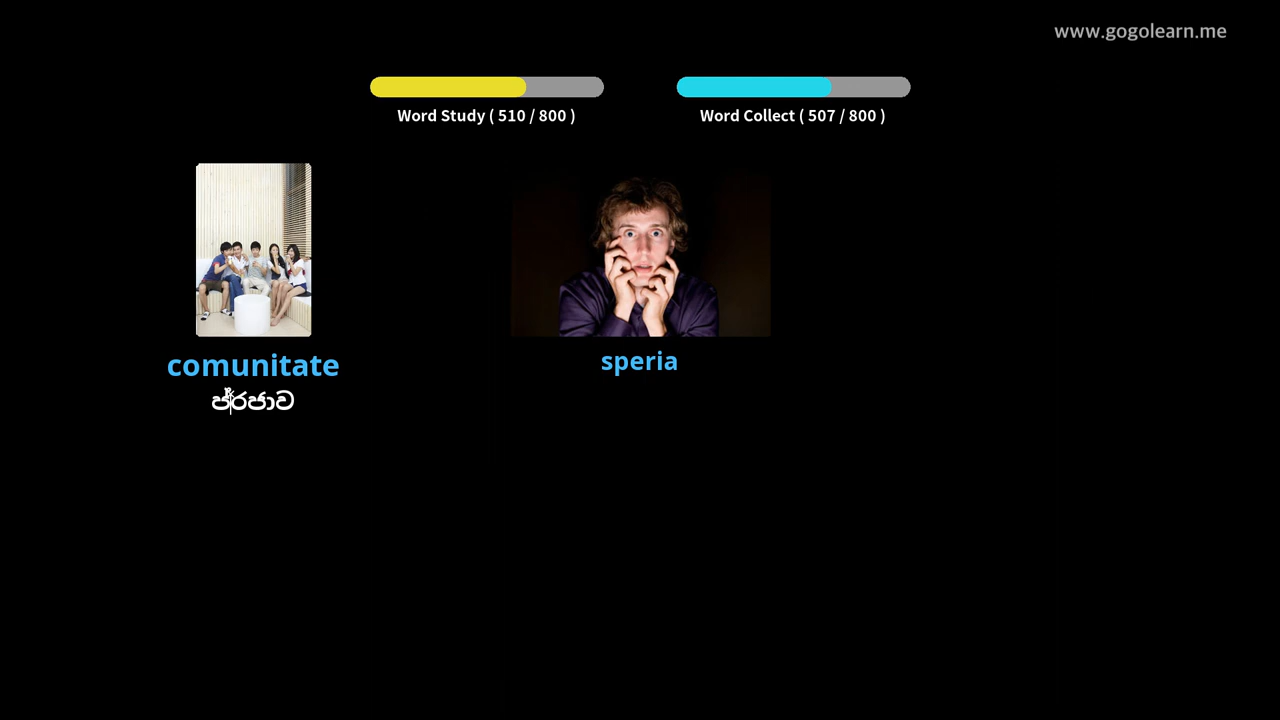 www.gogolearn.me
Word Study ( 510 / 800 )
Word Collect ( 507 / 800 )
comunitate
ප්‍රජාව
speria